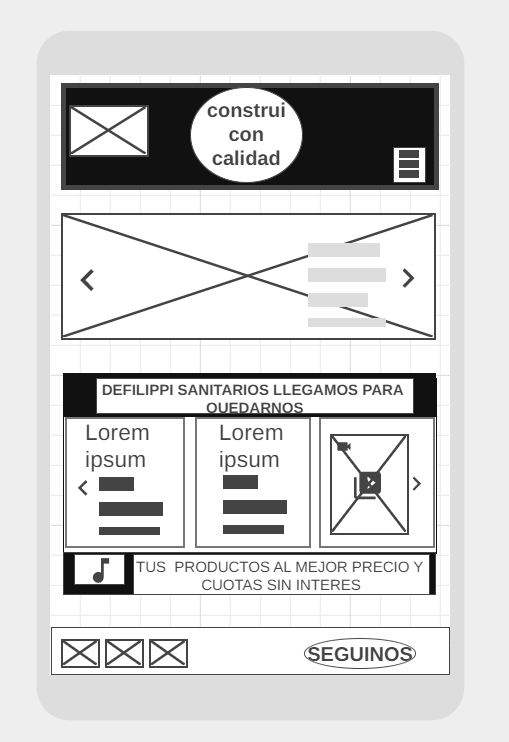 construi
con
calidad
DEFILIPPI SANITARIOS LLEGAMOS PARA
QUEDARNOS
Lorem
ipsum
Lorem
ipsum
TUS  PRODUCTOS AL MEJOR PRECIO Y
CUOTAS SIN INTERES
SEGUINOS